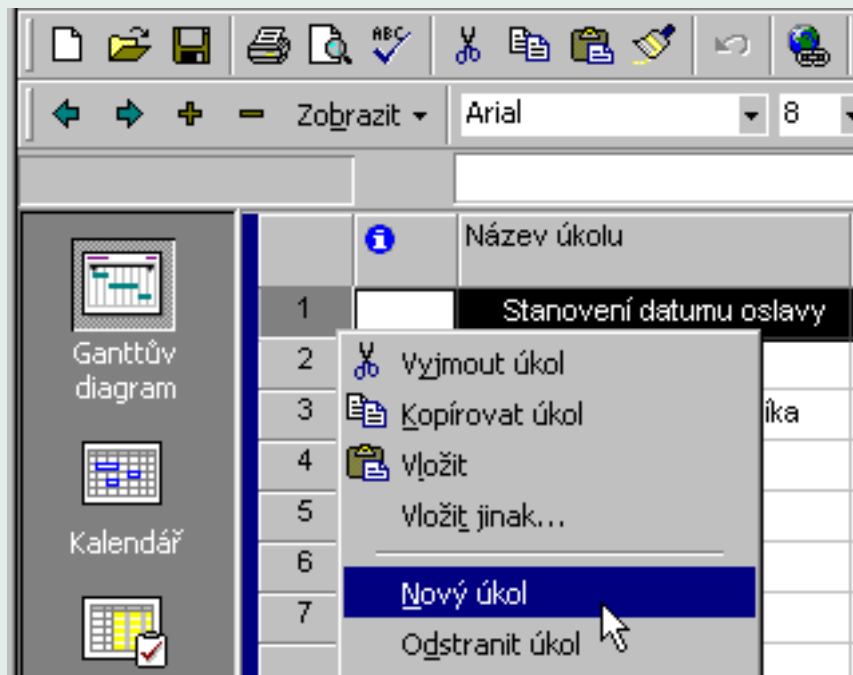 ABC
Zobrazit
Arial
8
Název úkolu
1
Stanovení datumu oslavy
Ganttův
diagram
2
Vyjmout úkol
3
Kopírovat úkol
íka
4
Vložit
5
Vložit jinak...
Kalendář
6
Nový úkol
7
Odstranit úkol